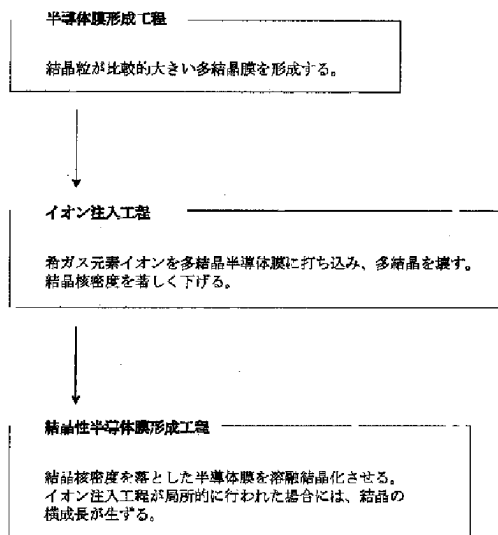 半導体膜形成工程
結晶粒が比較的大きい多結晶膜を形成する。
イオン注入工程
希ガス元素イオンを多結晶半導体膜に打ち込み、多結晶を壊す。
結晶核密度を著しく下げる。
結晶性半導体膜形成工程
結晶核密度を落とした半導体膜を溶融結晶化させる。
イオン注入工程が局所的に行われた場合には、結晶の
横成長が生ずる。